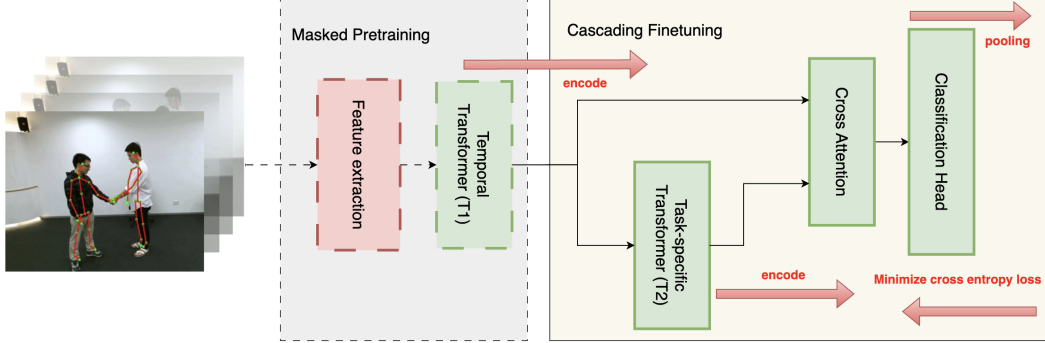 Masked Pretraining
Feature extraction
Temporal
Transformer (T1)
Cascading Finetuning
encode
Task-specific
Transformer (T2)
encode
Cross Attention
Classification Head
pooling
Minimize cross entropy loss